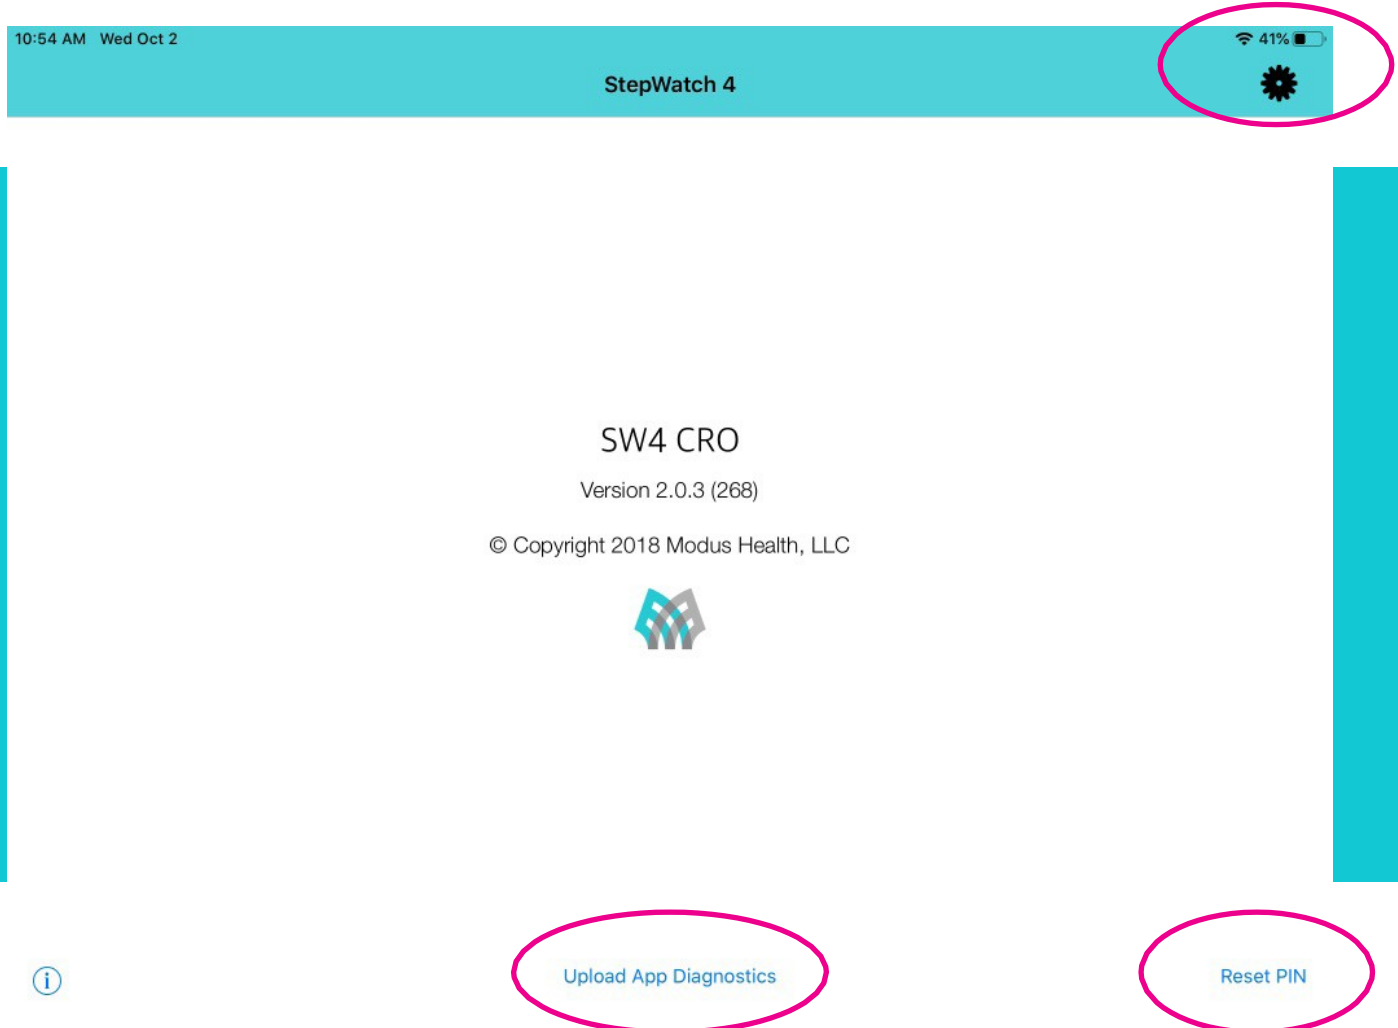 10:54 AM Wed Oct 2
41%
StepWatch 4
SW4 CRO
Version 2.0.3 (268)
© Copyright 2018 Modus Health, LLC
Upload App Diagnostics
Reset PIN